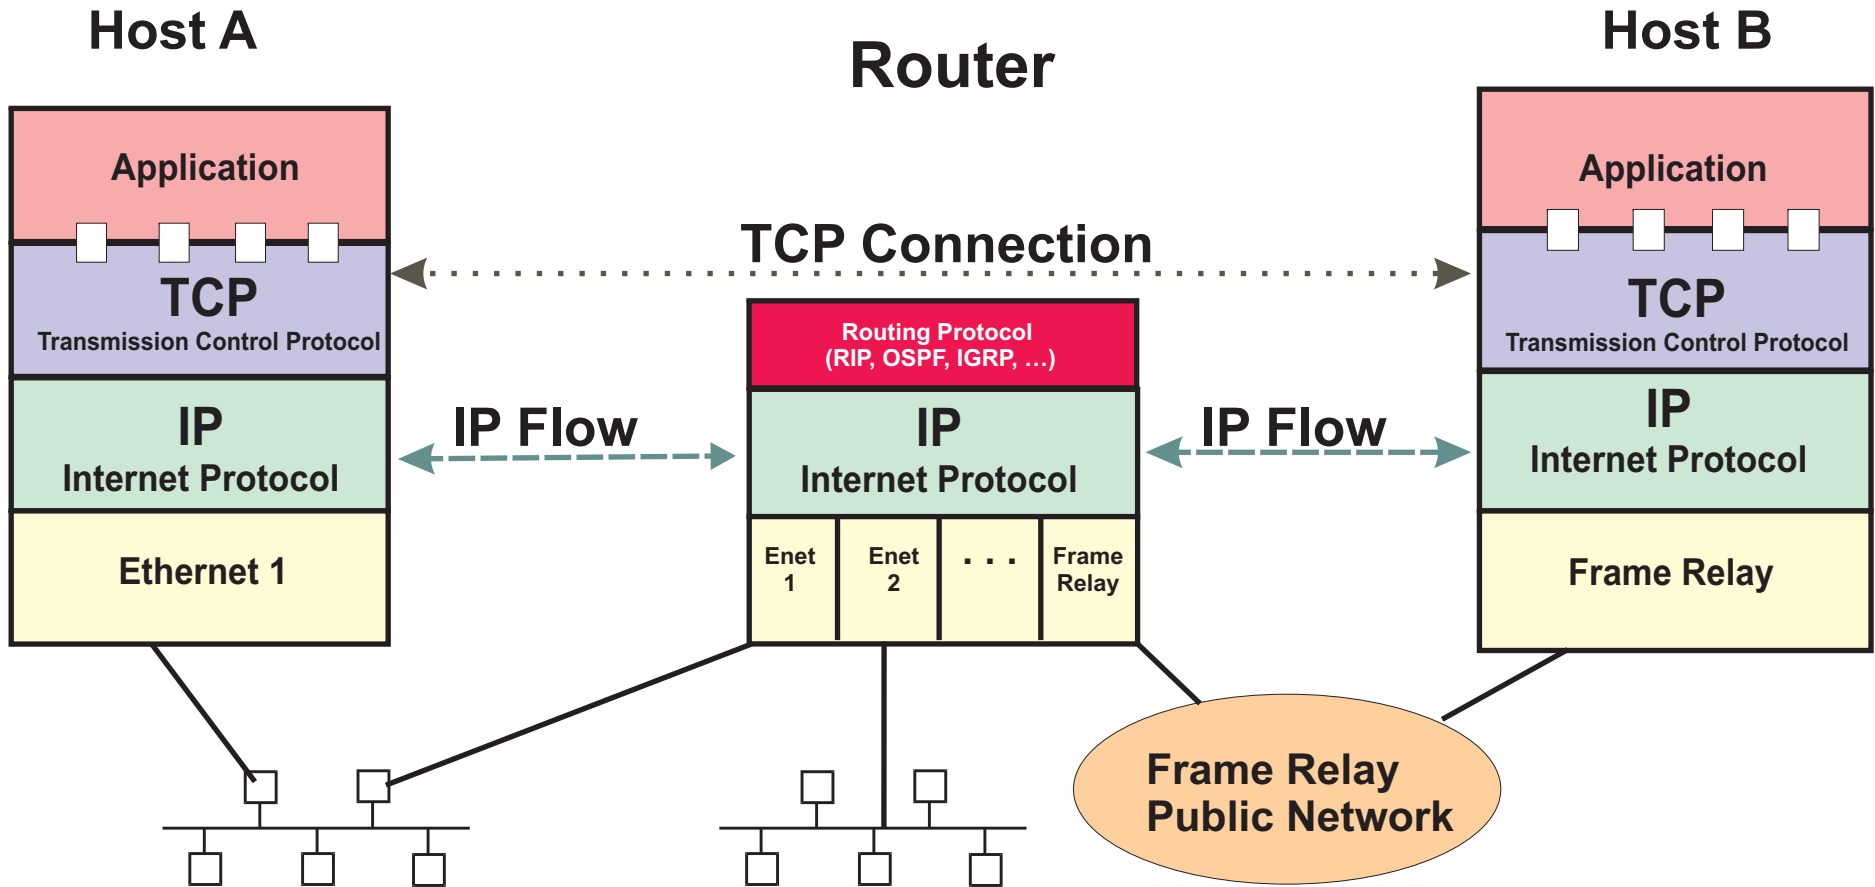 Host A
Router
Host B
Application
TCP
Transmission Control Protocol
IP
Internet Protocol
Ethernet 1
TCP Connection
IP Flow
Routing Protocol
(RIP, OSPF, IGRP, ...)
IP
Internet Protocol
Enet
1
Enet
2
. . .
Frame
Relay
IP Flow
Application
TCP
Transmission Control Protocol
IP
Internet Protocol
Frame Relay
Frame Relay
Public Network